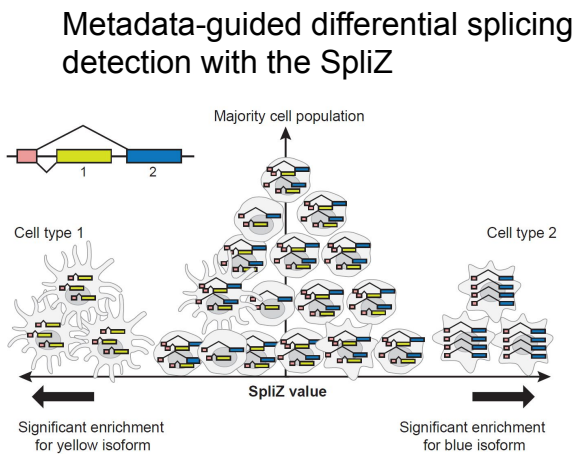 Metadata-guided differential splicing
detection with the SpliZ
Majority cell population
1
2
Cell type 1
Cell type 2
SpliZ value
Significant enrichment
for yellow isoform
Significant enrichment
for blue isoform